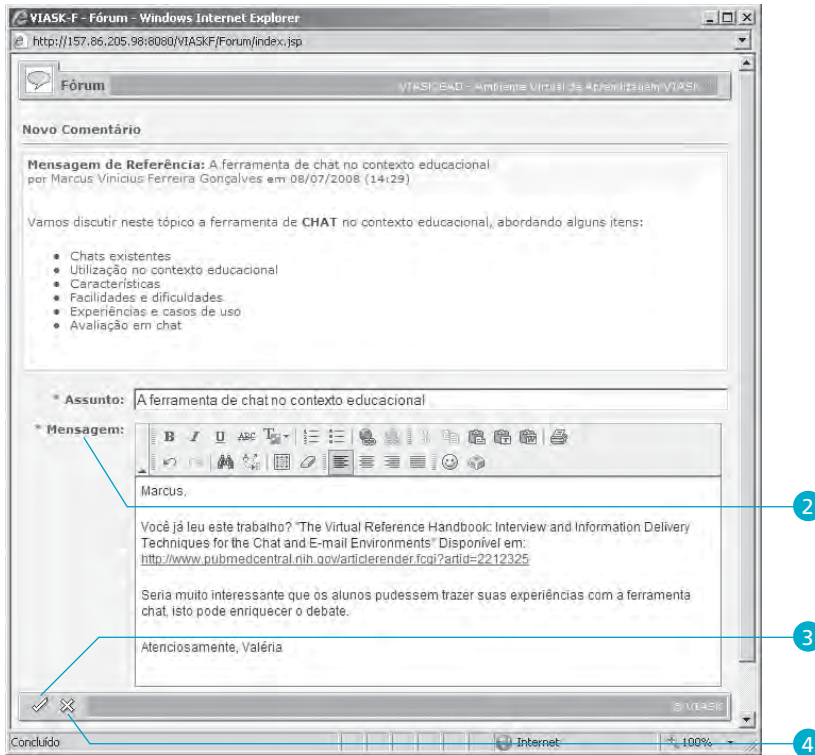 VIASK-F - Fórum - Windows Internet Explorer
http://157.86.205.98:8080/VIASKF/Forum/index.jsp
Fórum
VIASK-EAD - Ambiente Virtual de Aprendizagem VIASK
Novo Comentário
Mensagem de Referência: A ferramenta de chat no contexto educacional
por Marcus Vinicius Ferreira Gonçalves em 08/07/2008 (14:29)
Vamos discutir neste tópico a ferramenta de CHAT no contexto educacional, abordando alguns itens:
• Chats existentes
• Utilização no contexto educacional
• Características
• Facilidades e dificuldades
• Experiências e casos de uso
• Avaliação em chat
* Assunto: A ferramenta de chat no contexto educacional
* Mensagem:
B I U ABC T
Marcus,
Você já leu este trabalho? "The Virtual Reference Handbook: Interview and Information Delivery
Techniques for the Chat and E-mail Environments" Disponível em:
http://www.pubmedcentral.nih.gov/articlerender.fcgi?artid=2212325
2
Seria muito interessante que os alunos pudessem trazer suas experiências com a ferramenta
chat, isto pode enriquecer o debate.
3
Atenciosamente, Valéria
© VIASK
Concluído Internet 100%
4